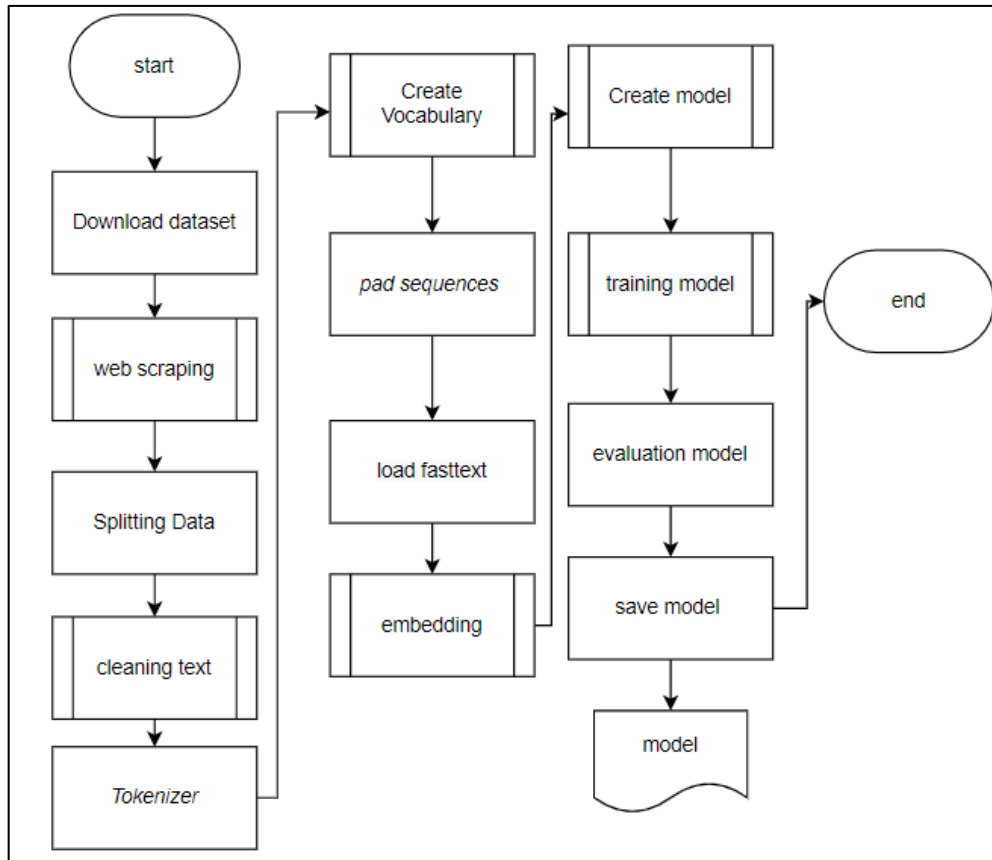 start
Download dataset
web scraping
Splitting Data
cleaning text
Tokenizer
Create
Vocabulary
pad sequences
load fasttext
embedding
Create model
training model
evaluation model
save model
model
end